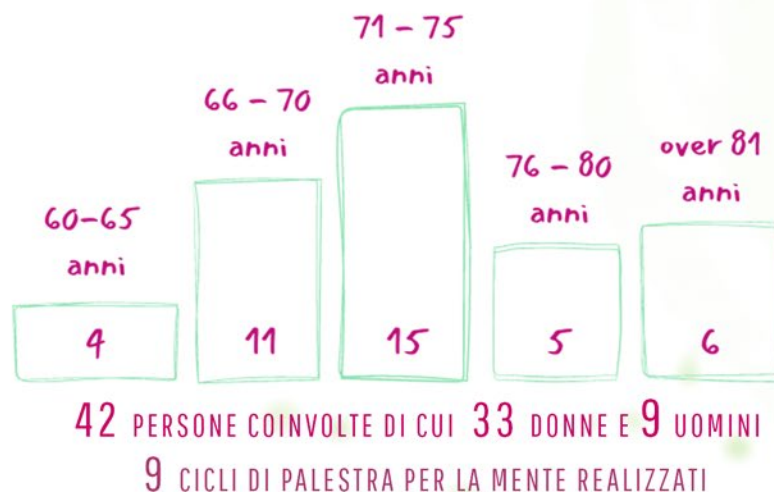 60-65
anni
4
66 - 70
anni
11
71 - 75
anni
15
76 - 80
anni
5
over 81
anni
6
42 PERSONE COINVOLTE DI CUI 33 DONNE E 9 UOMINI
9 CICLI DI PALESTRA PER LA MENTE REALIZZATI